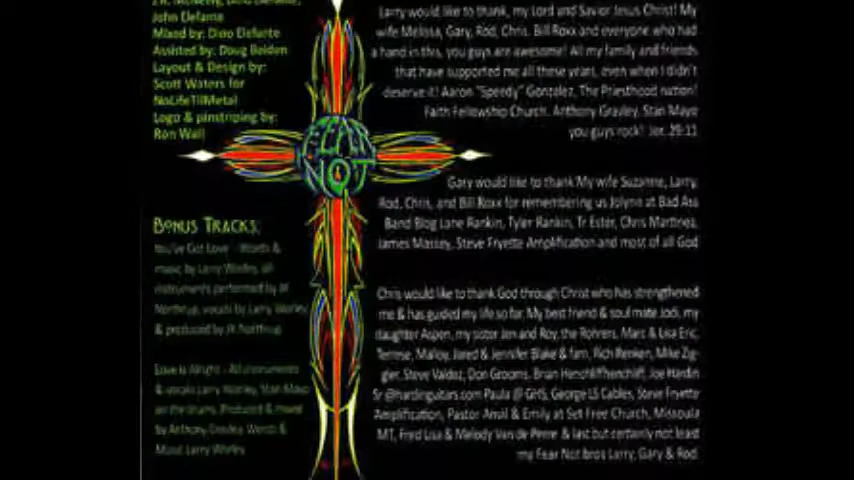 John Elefante
Mixed by: Dino Elefante
Assisted by: Doug Beiden
Layout & Design by:
Scott Waters for
NoLifeTilMetal
Logo & pinstriping by:
Ron Wall
FEAR
NOT
BONUS TRACKS:
You've Got Love - Words &
music by Larry Worley, all
instruments performed by JR
Northrup, vocals by Larry Worley
& produced by JR Northrup
Love is Alright - All instruments
& vocals Larry Worley, Stan Mayo
on the drums. Produced & mixed
by Anthony Gravley Words &
Music Larry Worley
Larry would like to thank, my Lord and Savior Jesus Christ! My
wife Melissa, Gary, Rod, Chris, Bill Roxx and everyone who had
a hand in this, you guys are awesome! All my family and friends
that have supported me all these years, even when I didn't
deserve it! Aaron "Speedy" Gonzolez, The Priesthood nation!
Faith Fellowship Church, Anthony Gravley, Stan Mayo
you guys rock! Jer. 29:11
Gary would like to thank My wife Suzanne, Larry,
Rod, Chris, and Bill Roxx for remembering us Jolynn at Bad Ass
Band Blog Lane Rankin, Tyler Rankin, Tr Ester, Chris Martinez,
James Massey, Steve Fryette Amplification and most of all God
Chris would like to thank God through Christ who has strengthened
me & has guided my life so far. My best friend & soul mate Jodi, my
daughter Aspen, my sister Jen and Roy, the Rohrers, Marc & Lisa Eric,
Terese, Malloy, Jared & Jennifer Blake & fam, Rich Renken, Mike Zig-
gler, Steve Valdez, Don Grooms, Brian Joe Hardin
Sr @hardinguitars.com Paula @ GHS, George LS Cables, Steve Fryette
Amplification, Pastor & Emily at Set Free Church, Missoula
MT, Fred Lisa & Melody Van de Perre & last but certainly not least
my Fear Not bros Larry, Gary & Rod.